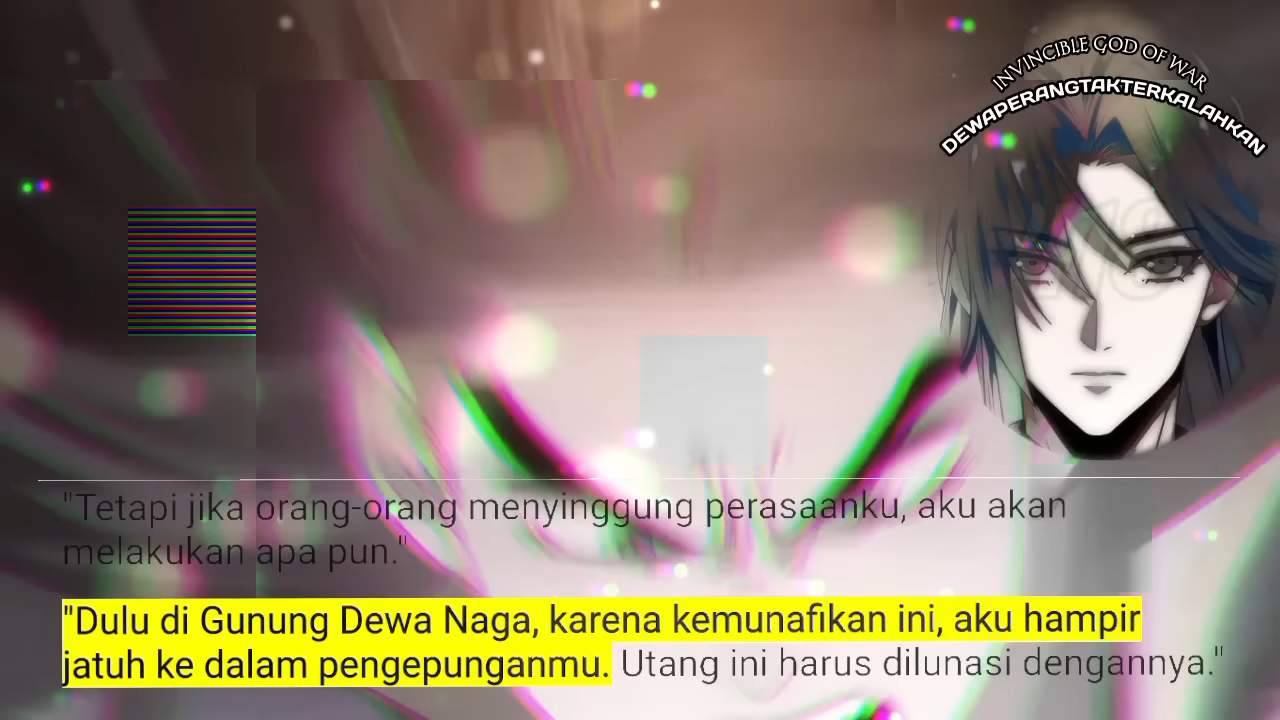 INVINCIBLE GOD OF WAR
DEWAPERANGTAKTERKALAHKAN
"Tetapi jika orang-orang menyinggung perasaanku, aku akan
melakukan apa pun."
"Dulu di Gunung Dewa Naga, karena kemunafikan ini, aku hampir
jatuh ke dalam pengepunganmu. Utang ini harus dilunasi dengannya."